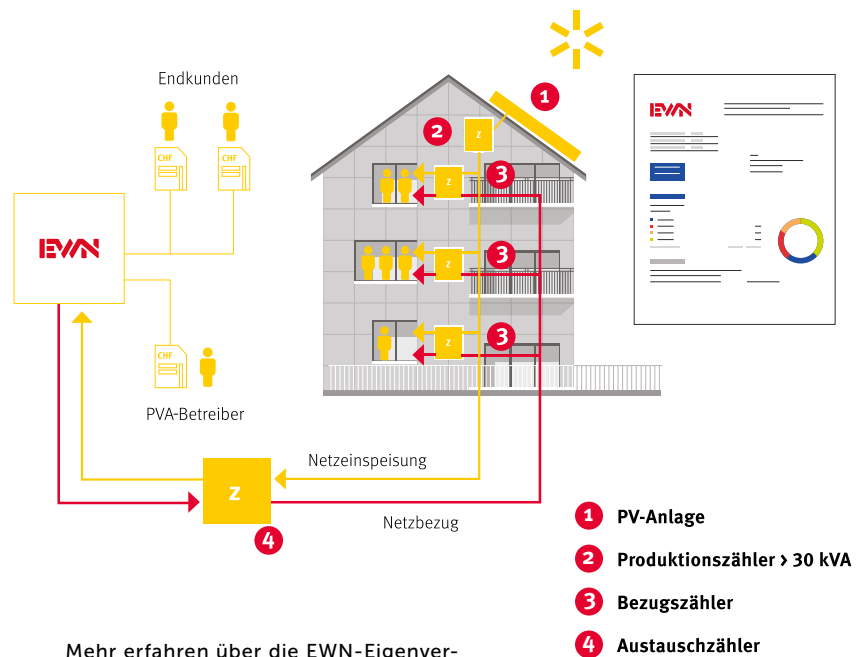 Endkunden
1
2
Z
CHF
CHF
3
Z
EWN
EWN
3
Z
3
Z
CHF
PVA-Betreiber
Netzeinspeisung
Z
Netzbezug
4
1 PV-Anlage
2 Produktionszähler > 30 kVA
3 Bezugszähler
4 Austauschzähler
Mehr erfahren über die EWN-Eigenver-